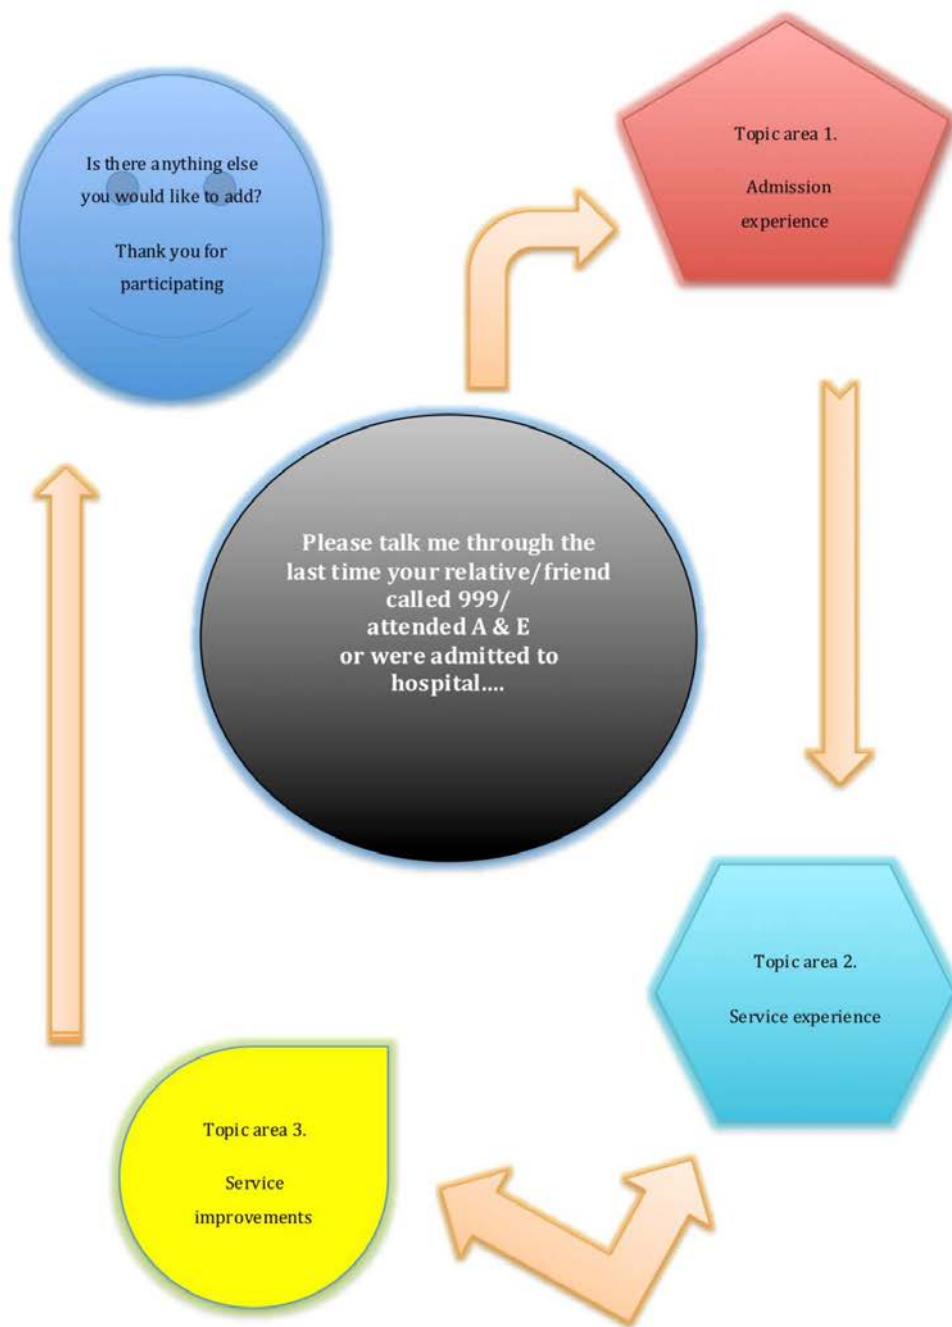 Is there anything else
you would like to add?
Thank you for
participating
Topic area 1.
Admission
experience
Please talk me through the
last time your relative/friend
called 999/
attended A & E
or were admitted to
hospital....
Topic area 2.
Service experience
Topic area 3.
Service
improvements